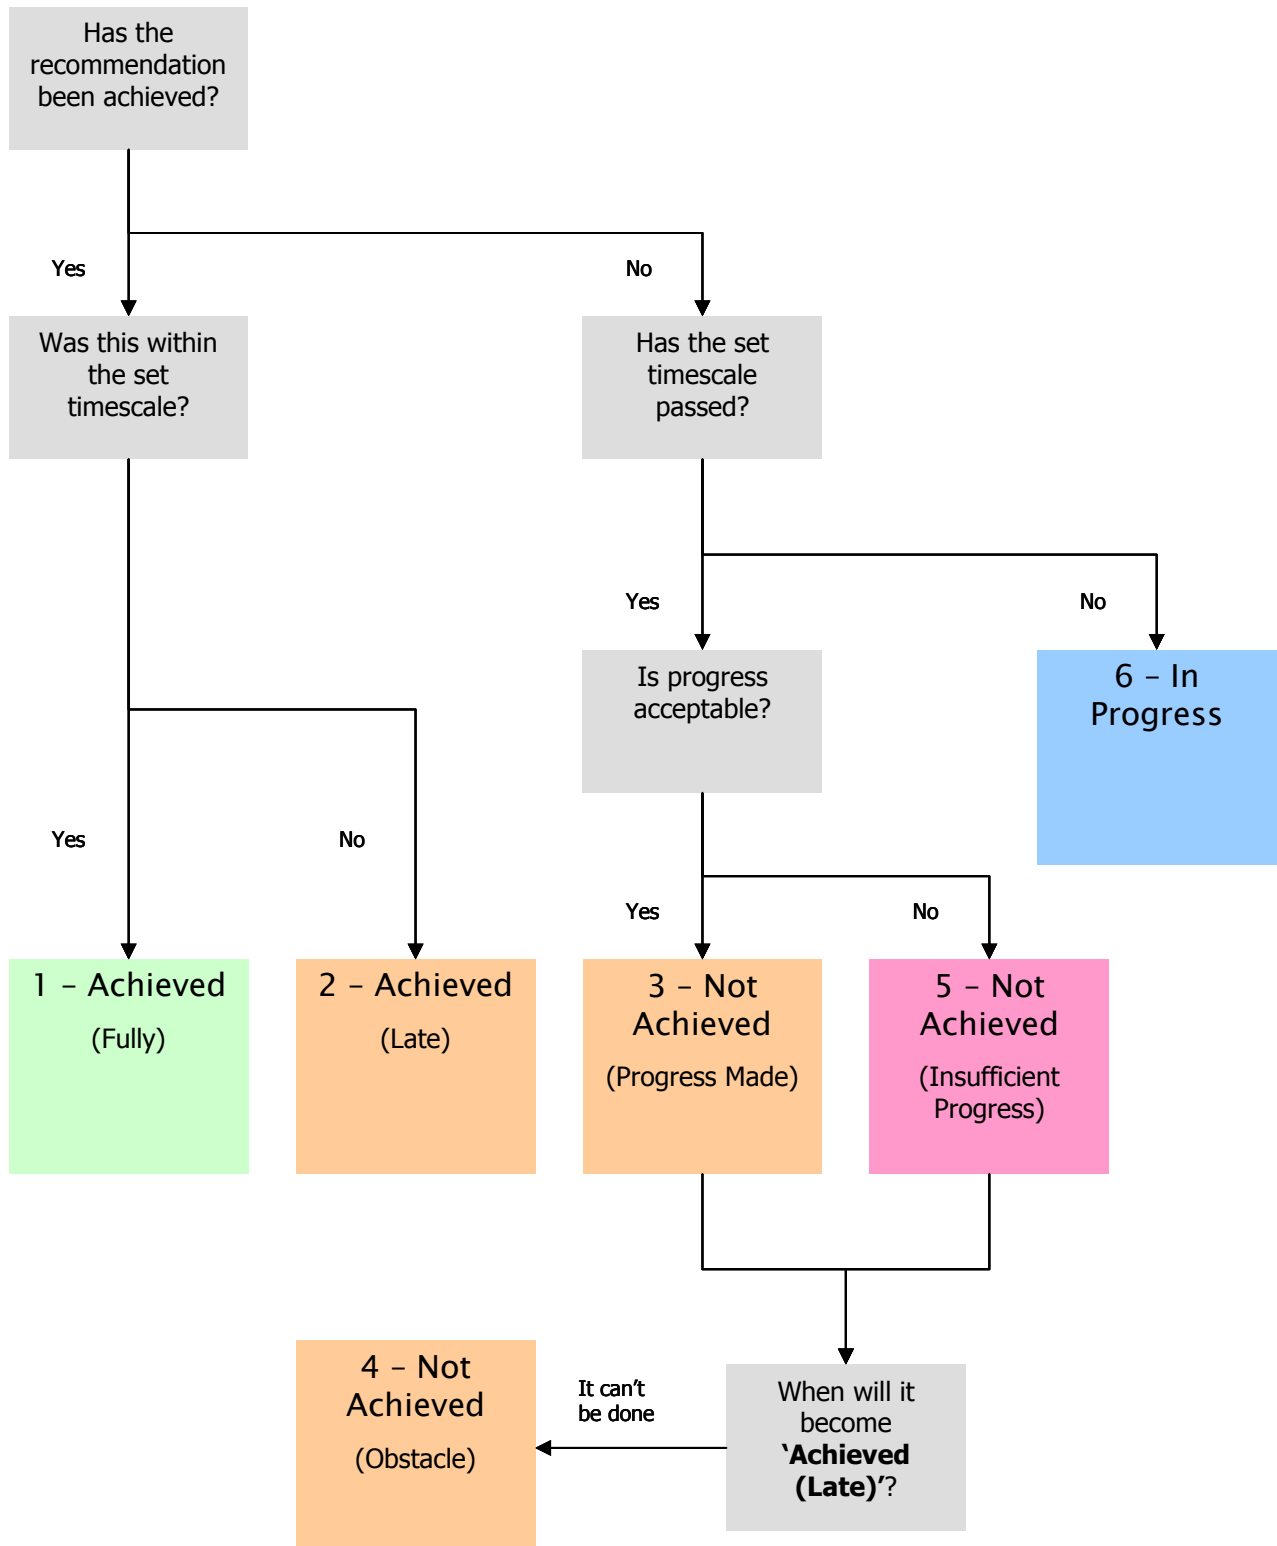 Has the
recommendation
been achieved?
Yes
No
Was this within
the set
timescale?
Has the set
timescale
passed?
Yes
No
Is progress
acceptable?
6 – In
Progress
Yes
No
Yes
No
1 – Achieved
(Fully)
2 – Achieved
(Late)
3 – Not
Achieved
(Progress Made)
5 – Not
Achieved
(Insufficient
Progress)
4 – Not
Achieved
(Obstacle)
It can’t
be done
When will it
become
‘Achieved
(Late)’?